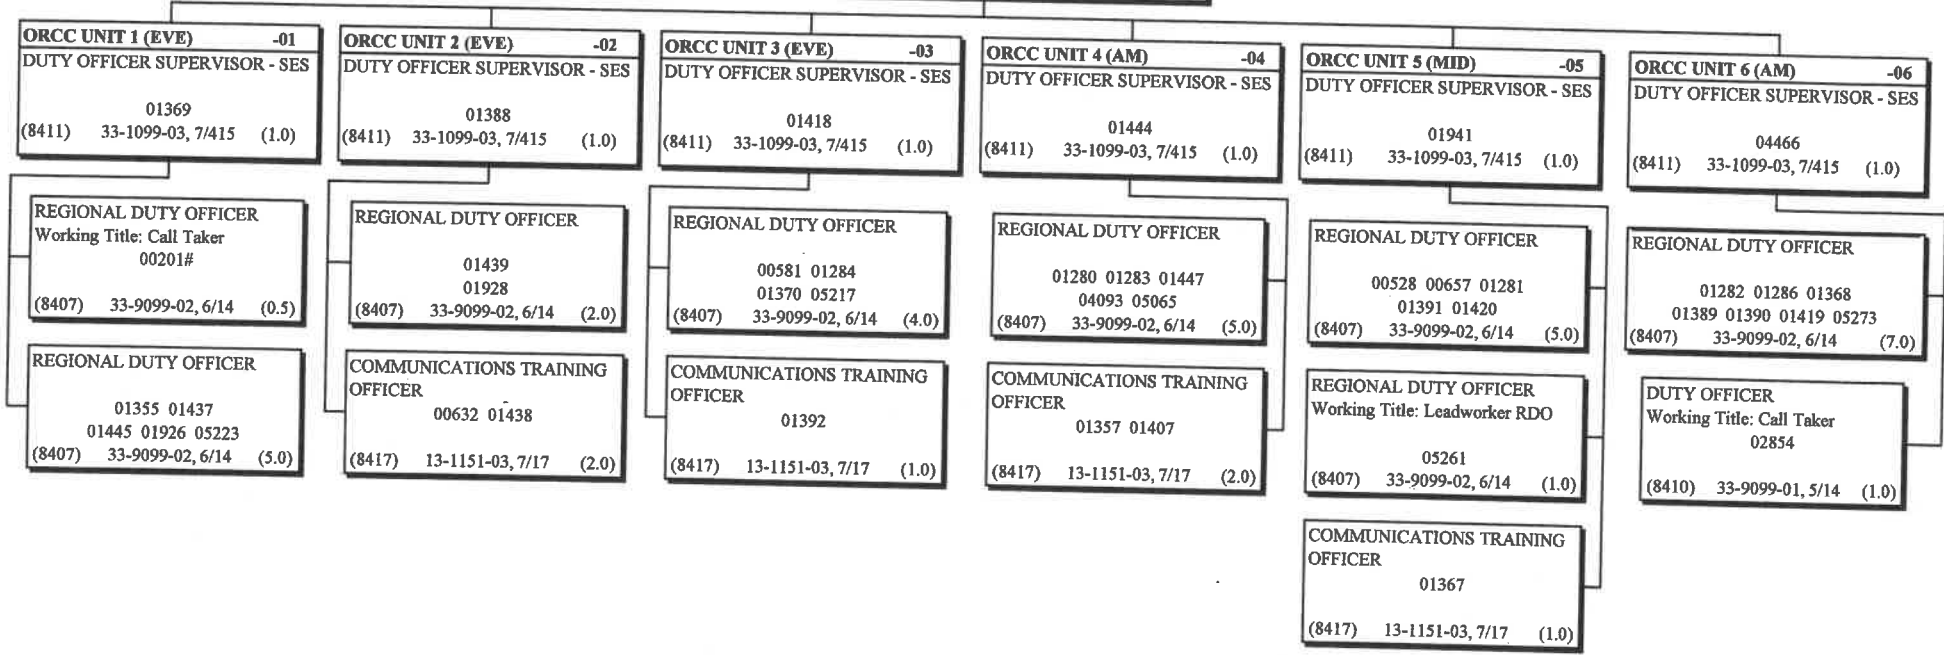 ORCC UNIT 1 (EVE) -01
DUTY OFFICER SUPERVISOR - SES
01369
(8411) 33-1099-03, 7/415 (1.0)
REGIONAL DUTY OFFICER
Working Title: Call Taker
00201#
(8407) 33-9099-02, 6/14 (0.5)
REGIONAL DUTY OFFICER
01355 01437
01445 01926 05223
(8407) 33-9099-02, 6/14 (5.0)
ORCC UNIT 2 (EVE) -02
DUTY OFFICER SUPERVISOR - SES
01388
(8411) 33-1099-03, 7/415 (1.0)
REGIONAL DUTY OFFICER
01439
01928
(8407) 33-9099-02, 6/14 (2.0)
COMMUNICATIONS TRAINING
OFFICER
00632 01438
(8417) 13-1151-03, 7/17 (2.0)
ORCC UNIT 3 (EVE) -03
DUTY OFFICER SUPERVISOR - SES
01418
(8411) 33-1099-03, 7/415 (1.0)
REGIONAL DUTY OFFICER
00581 01284
01370 05217
(8407) 33-9099-02, 6/14 (4.0)
COMMUNICATIONS TRAINING
OFFICER
01392
(8417) 13-1151-03, 7/17 (1.0)
ORCC UNIT 4 (AM) -04
DUTY OFFICER SUPERVISOR - SES
01444
(8411) 33-1099-03, 7/415 (1.0)
REGIONAL DUTY OFFICER
01280 01283 01447
04093 05065
(8407) 33-9099-02, 6/14 (5.0)
COMMUNICATIONS TRAINING
OFFICER
01357 01407
(8417) 13-1151-03, 7/17 (2.0)
ORCC UNIT 5 (MID) -05
DUTY OFFICER SUPERVISOR - SES
01941
(8411) 33-1099-03, 7/415 (1.0)
REGIONAL DUTY OFFICER
00528 00657 01281
01391 01420
(8407) 33-9099-02, 6/14 (5.0)
REGIONAL DUTY OFFICER
Working Title: Leadworker RDO
05261
(8407) 33-9099-02, 6/14 (1.0)
COMMUNICATIONS TRAINING
OFFICER
01367
(8417) 13-1151-03, 7/17 (1.0)
ORCC UNIT 6 (AM) -06
DUTY OFFICER SUPERVISOR - SES
04466
(8411) 33-1099-03, 7/415 (1.0)
REGIONAL DUTY OFFICER
01282 01286 01368
01389 01390 01419 05273
(8407) 33-9099-02, 6/14 (7.0)
DUTY OFFICER
Working Title: Call Taker
02854
(8410) 33-9099-01, 5/14 (1.0)